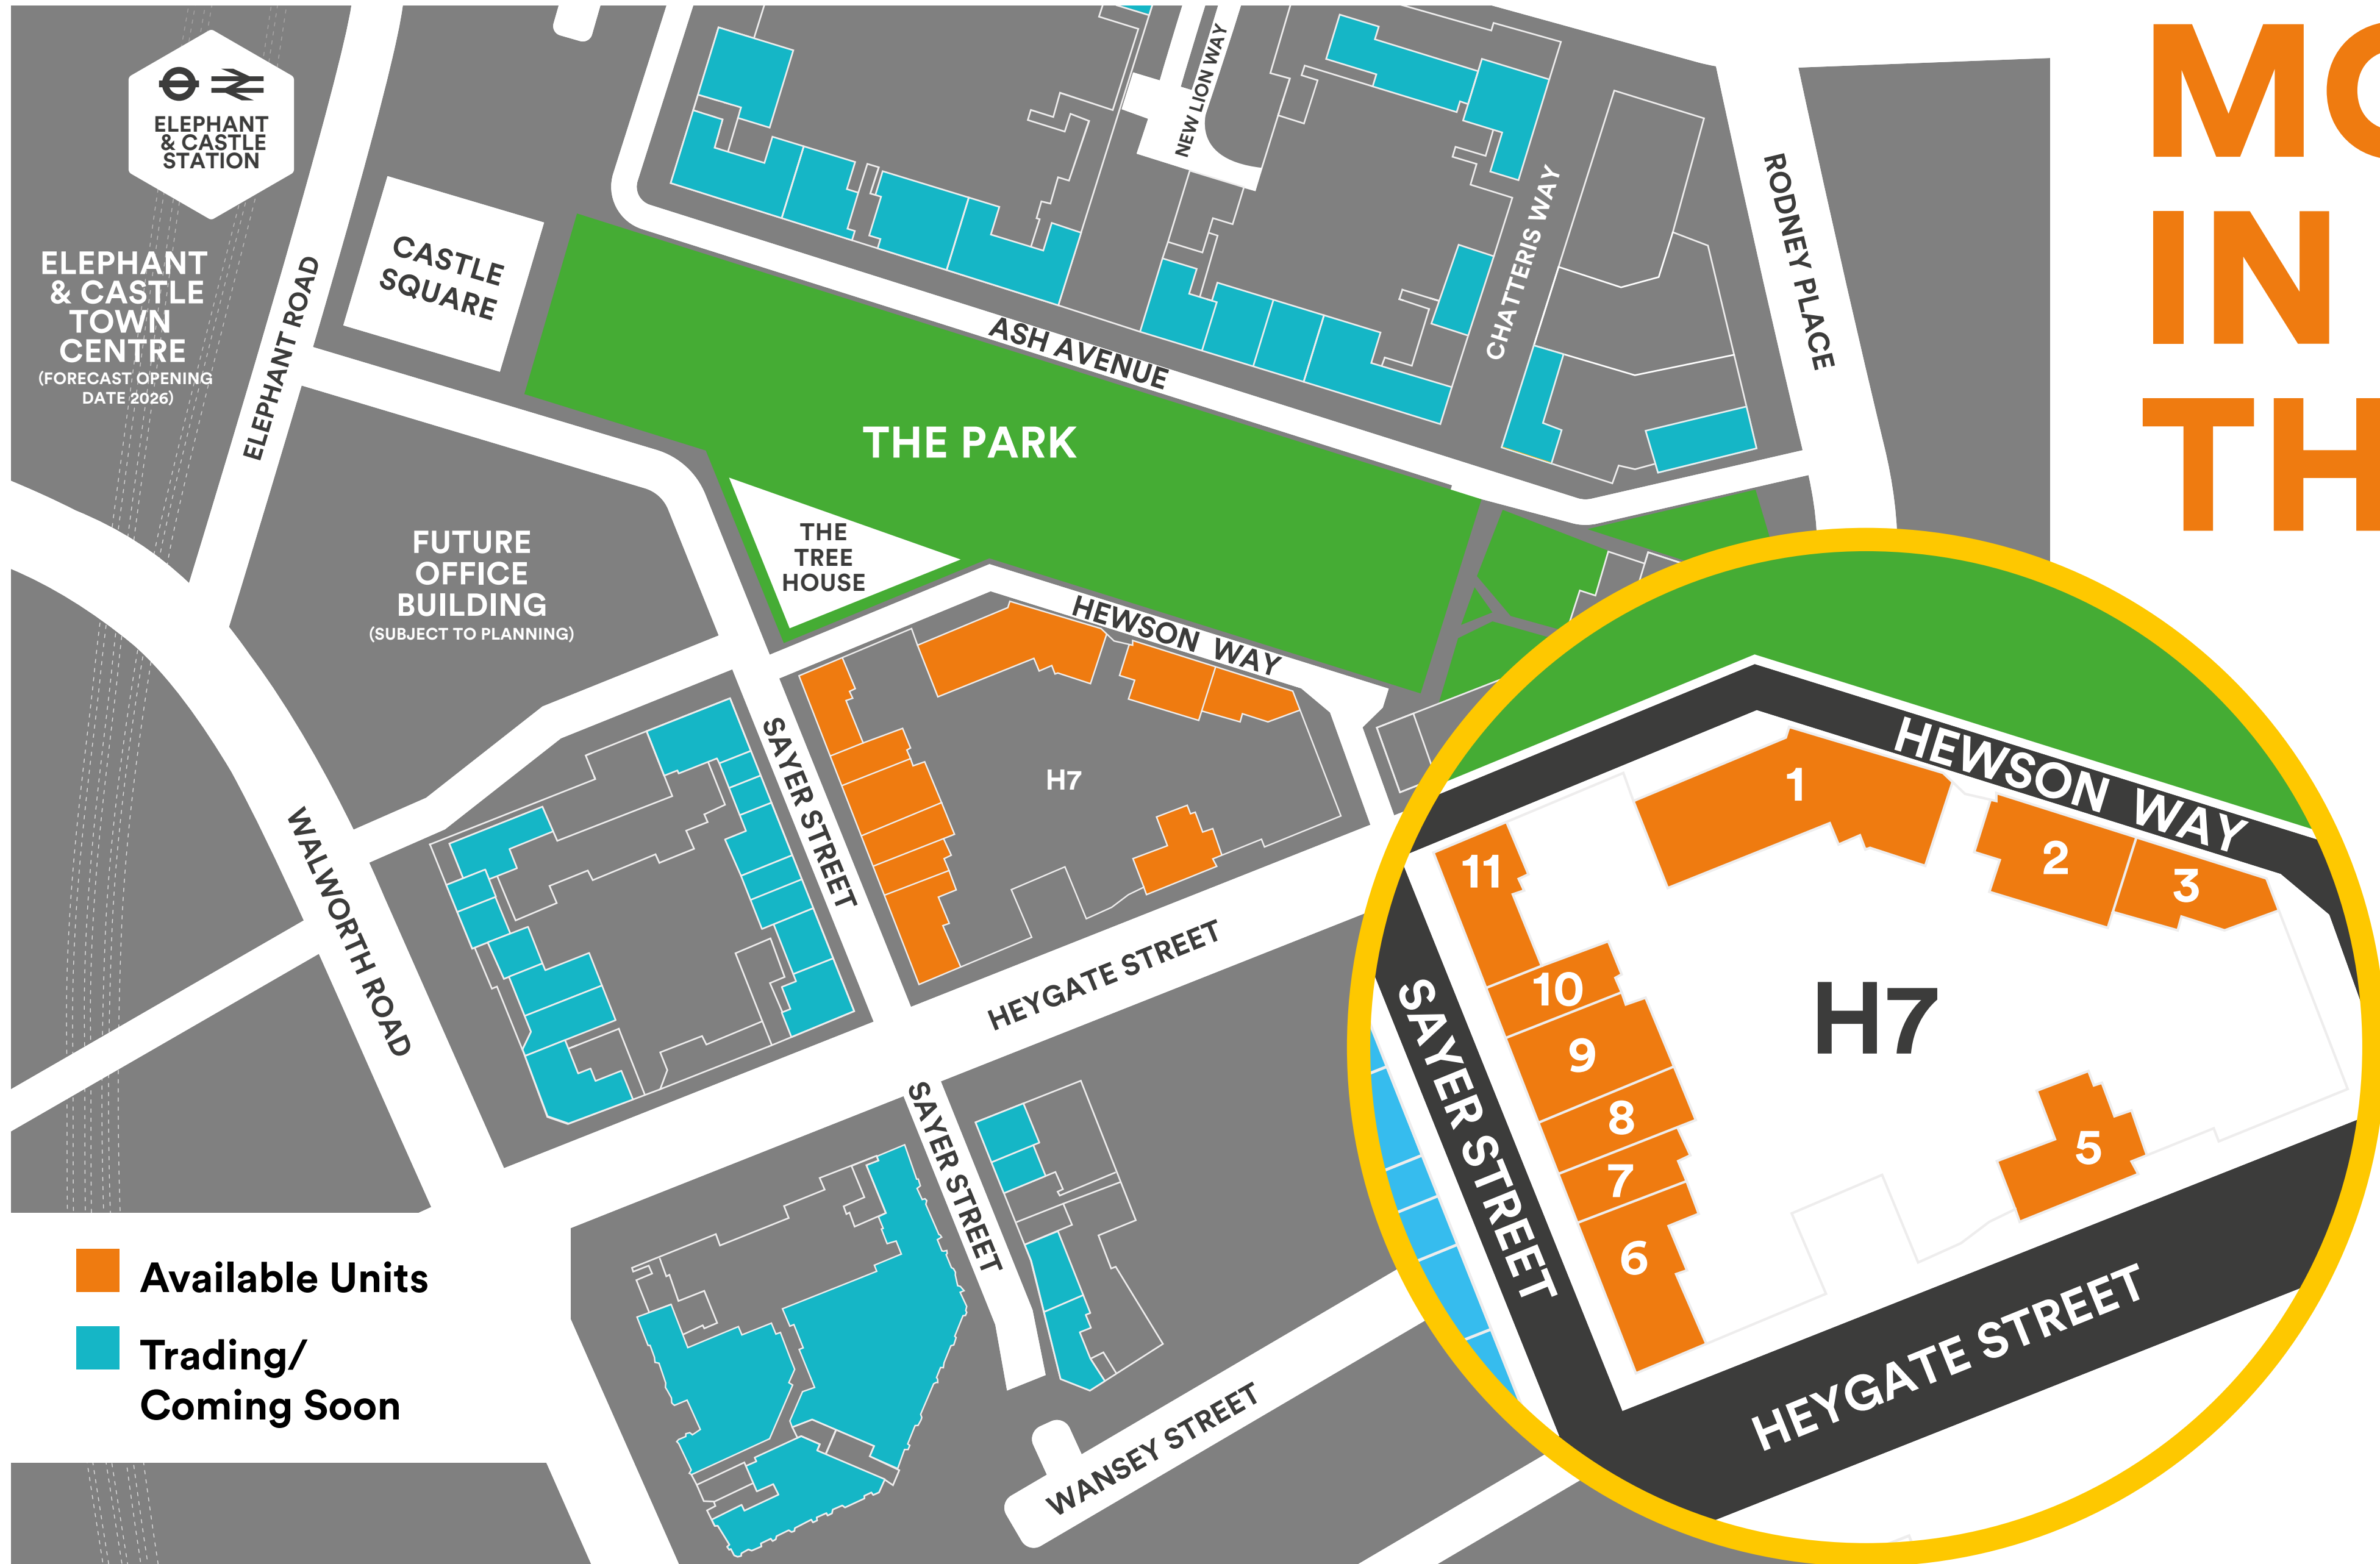 ELEPHANT
& CASTLE
STATION
ELEPHANT
& CASTLE
TOWN
CENTRE
(FORECAST OPENING
DATE 2026)
ELEPHANT ROAD
CASTLE
SQUARE
NEW LION WAY
CHATTERIS WAY
RODNEY PLACE
ASH AVENUE
THE PARK
THE
TREE
HOUSE
FUTURE
OFFICE
BUILDING
(SUBJECT TO PLANNING)
HEWSON WAY
SAYER STREET
H7
WALWORTH ROAD
HEYGATE STREET
SAYER STREET
WANSEY STREET
Available Units
Trading/
Coming Soon
HEWSON WAY
1
2
3
11
10
9
8
7
6
5
H7
SAYER STREET
HEYGATE STREET
IN
TH